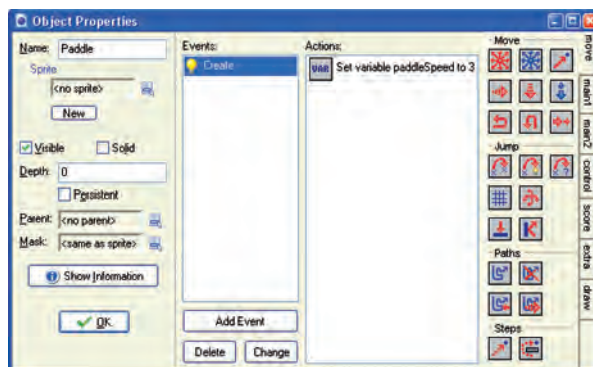 Object Properties
Name: Paddle
Sprite
<no sprite>
New
Visible
Solid
Depth: 0
Persistent
Parent: <no parent>
Mask: <same as sprite>
Show Information
OK
Events:
Create
Add Event
Delete
Change
Actions:
VAR Set variable paddleSpeed to 3
Move
Jump
Paths
Steps
move
main1
main2
control
score
extra
draw